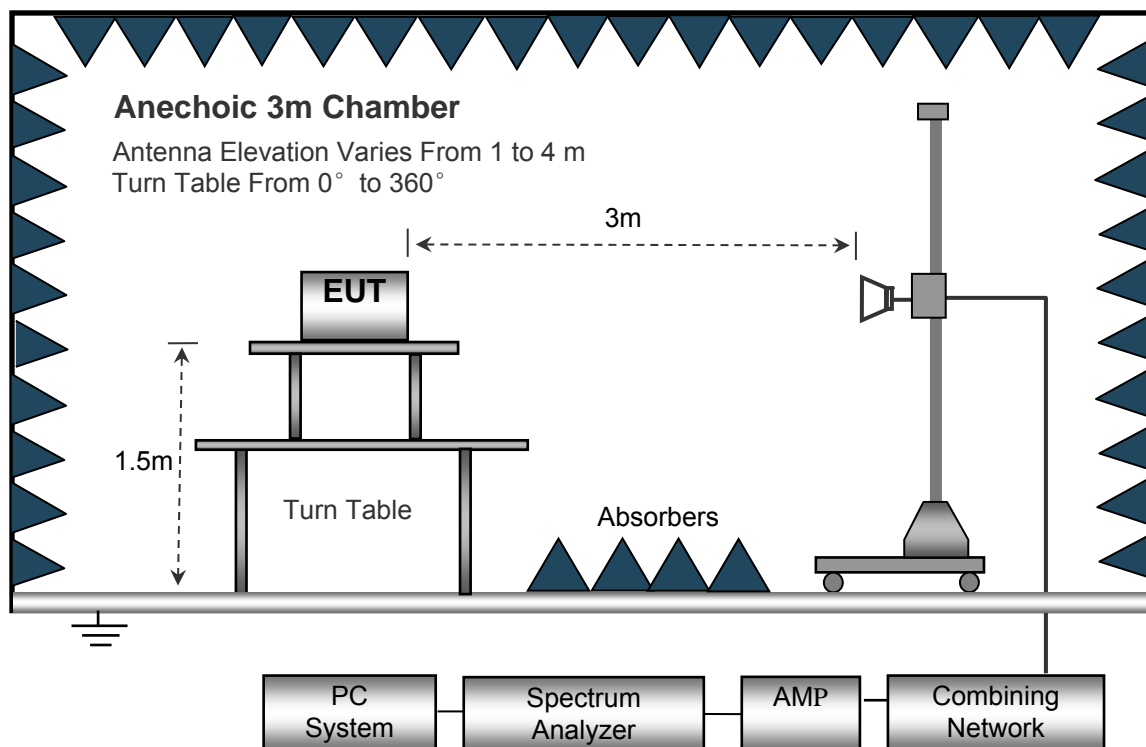 Anechoic 3m Chamber
Antenna Elevation Varies From 1 to 4 m
Turn Table From 0° to 360°
3m
EUT
1.5m
Turn Table
Absorbers
PC
System
Spectrum
Analyzer
AMP
Combining
Network